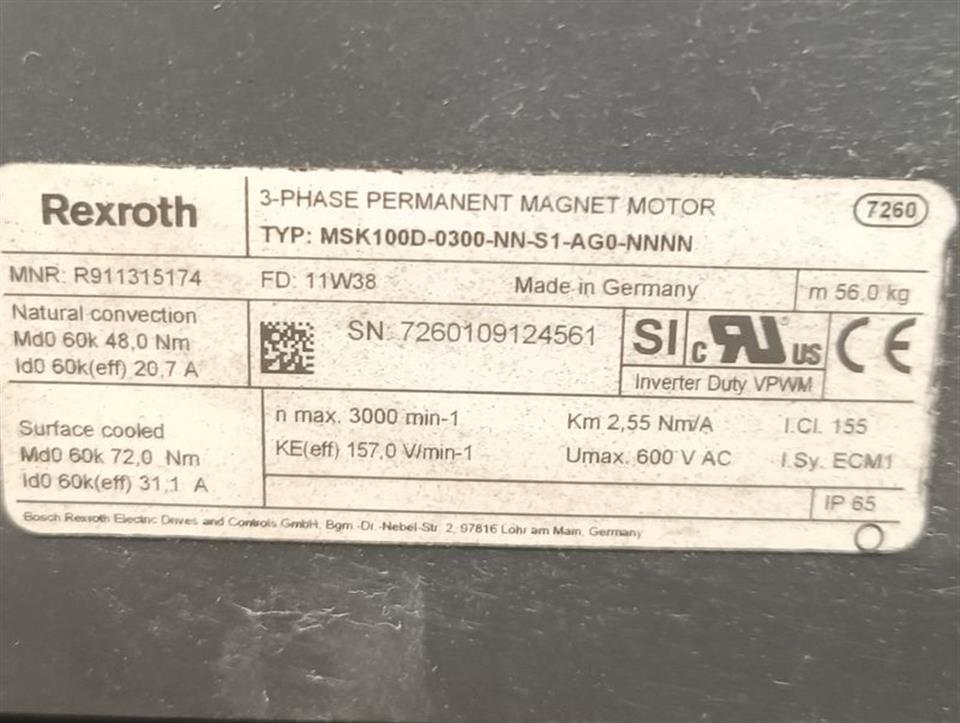 Rexroth
3-PHASE PERMANENT MAGNET MOTOR
7260
TYP: MSK100D-0300-NN-S1-AG0-NNNN
MNR: R911315174
FD: 11W38
Made in Germany
m 56,0 kg
Natural convection
Md0 60k 48,0 Nm
Id0 60k(eff) 20,7 A
SN: 7260109124561
SI
c RU US
CE
Inverter Duty VPWM
Surface cooled
Md0 60k 72,0 Nm
Id0 60k(eff) 31,1 A
n max. 3000 min-1
Km 2,55 Nm/A
I.Cl. 155
KE(eff) 157,0 V/min-1
Umax. 600 V AC
I.Sy. ECM1
IP 65
Bosch Rexroth Electric Drives and Controls GmbH, Bgm.-Dr.-Nebel-Str. 2, 97816 Lohr am Main, Germany